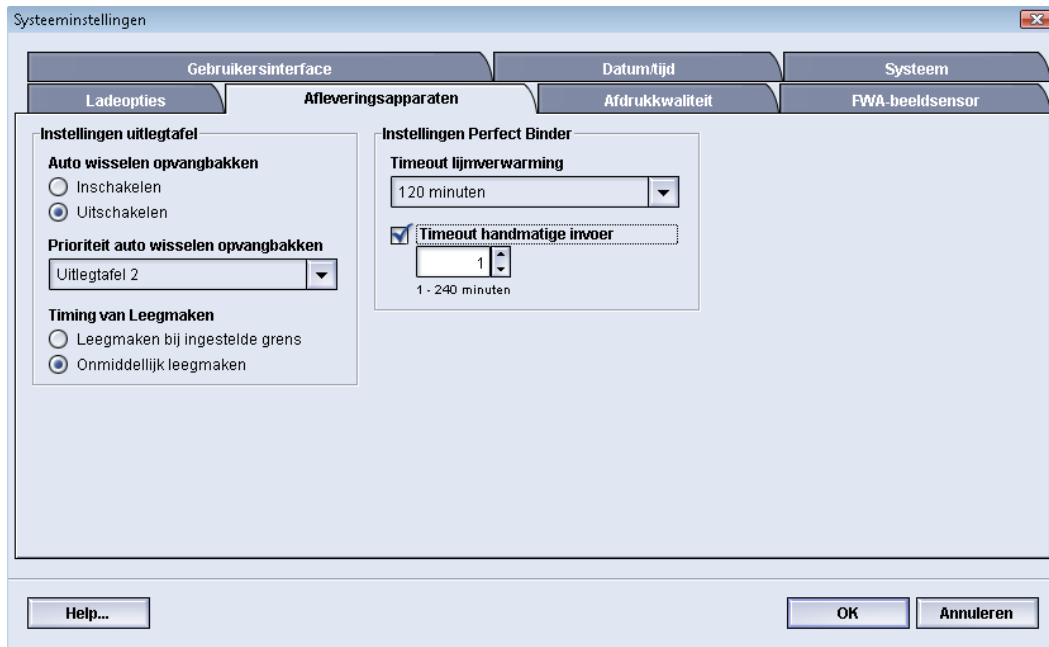 Systeeminstellingen
Gebruikersinterface
Datum/tijd
Systeem
Ladeopties
Afleveringsapparaten
Afdrukkwaliteit
FWA-beeldsensor
Instellingen uitlegtafel
Auto wisselen opvangbakken
Inschakelen
Uitschakelen
Prioriteit auto wisselen opvangbakken
Uitlegtafel 2
Timing van Leegmaken
Leegmaken bij ingestelde grens
Onmiddellijk leegmaken
Instellingen Perfect Binder
Timeout lijmverwarming
120 minuten
Timeout handmatige invoer
1
1 - 240 minuten
Help...
OK
Annuleren